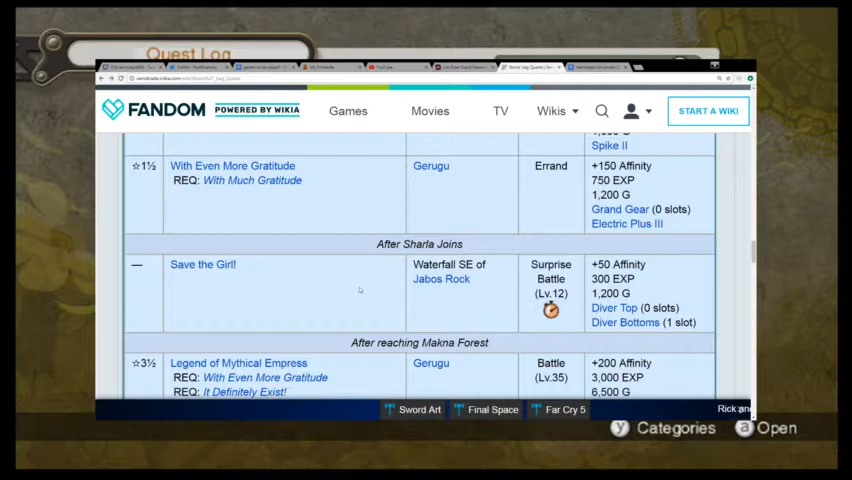 Quest Log
YouTube
FANDOM POWERED BY WIKIA Games Movies TV Wikis START A WIKI
Spike II
☆1½ With Even More Gratitude Gerugu Errand +150 Affinity
REQ: With Much Gratitude 750 EXP
1,200 G
Grand Gear (0 slots)
Electric Plus III
After Sharla Joins
— Save the Girl! Waterfall SE of Surprise +50 Affinity
Jabos Rock Battle 300 EXP
(Lv.12) 1,200 G
Diver Top (0 slots)
Diver Bottoms (1 slot)
After reaching Makna Forest
☆3½ Legend of Mythical Empress Gerugu Battle +200 Affinity
REQ: With Even More Gratitude (Lv.35) 3,000 EXP
REQ: It Definitely Exist! 6,500 G
Sword Art Final Space Far Cry 5 Rick and
y Categories a Open